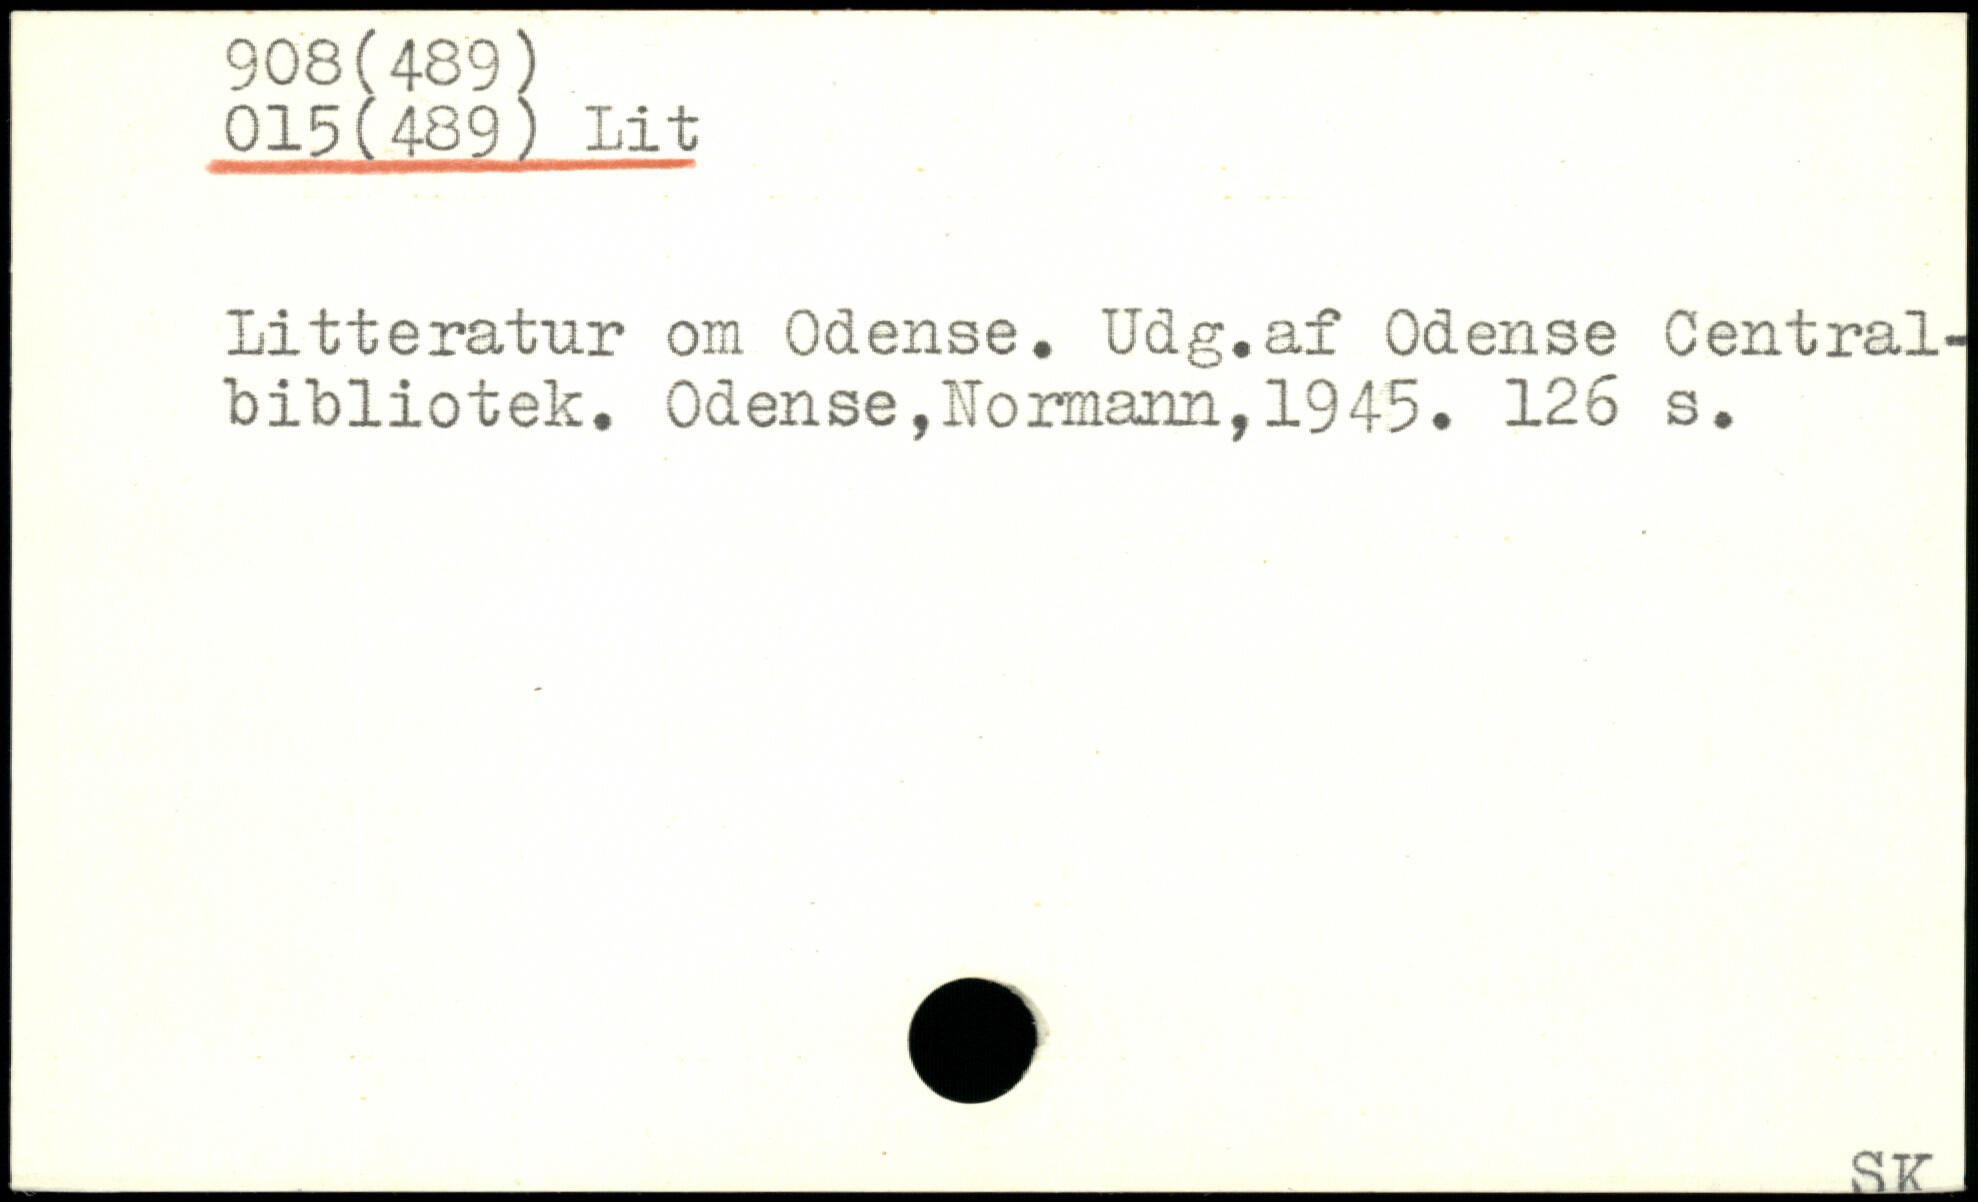 908(489)
015(489) Lit
Litteratur om Odense. Udg.af Odense Central-
bibliotek. Odense,Normann,1945. 126 s.
SK